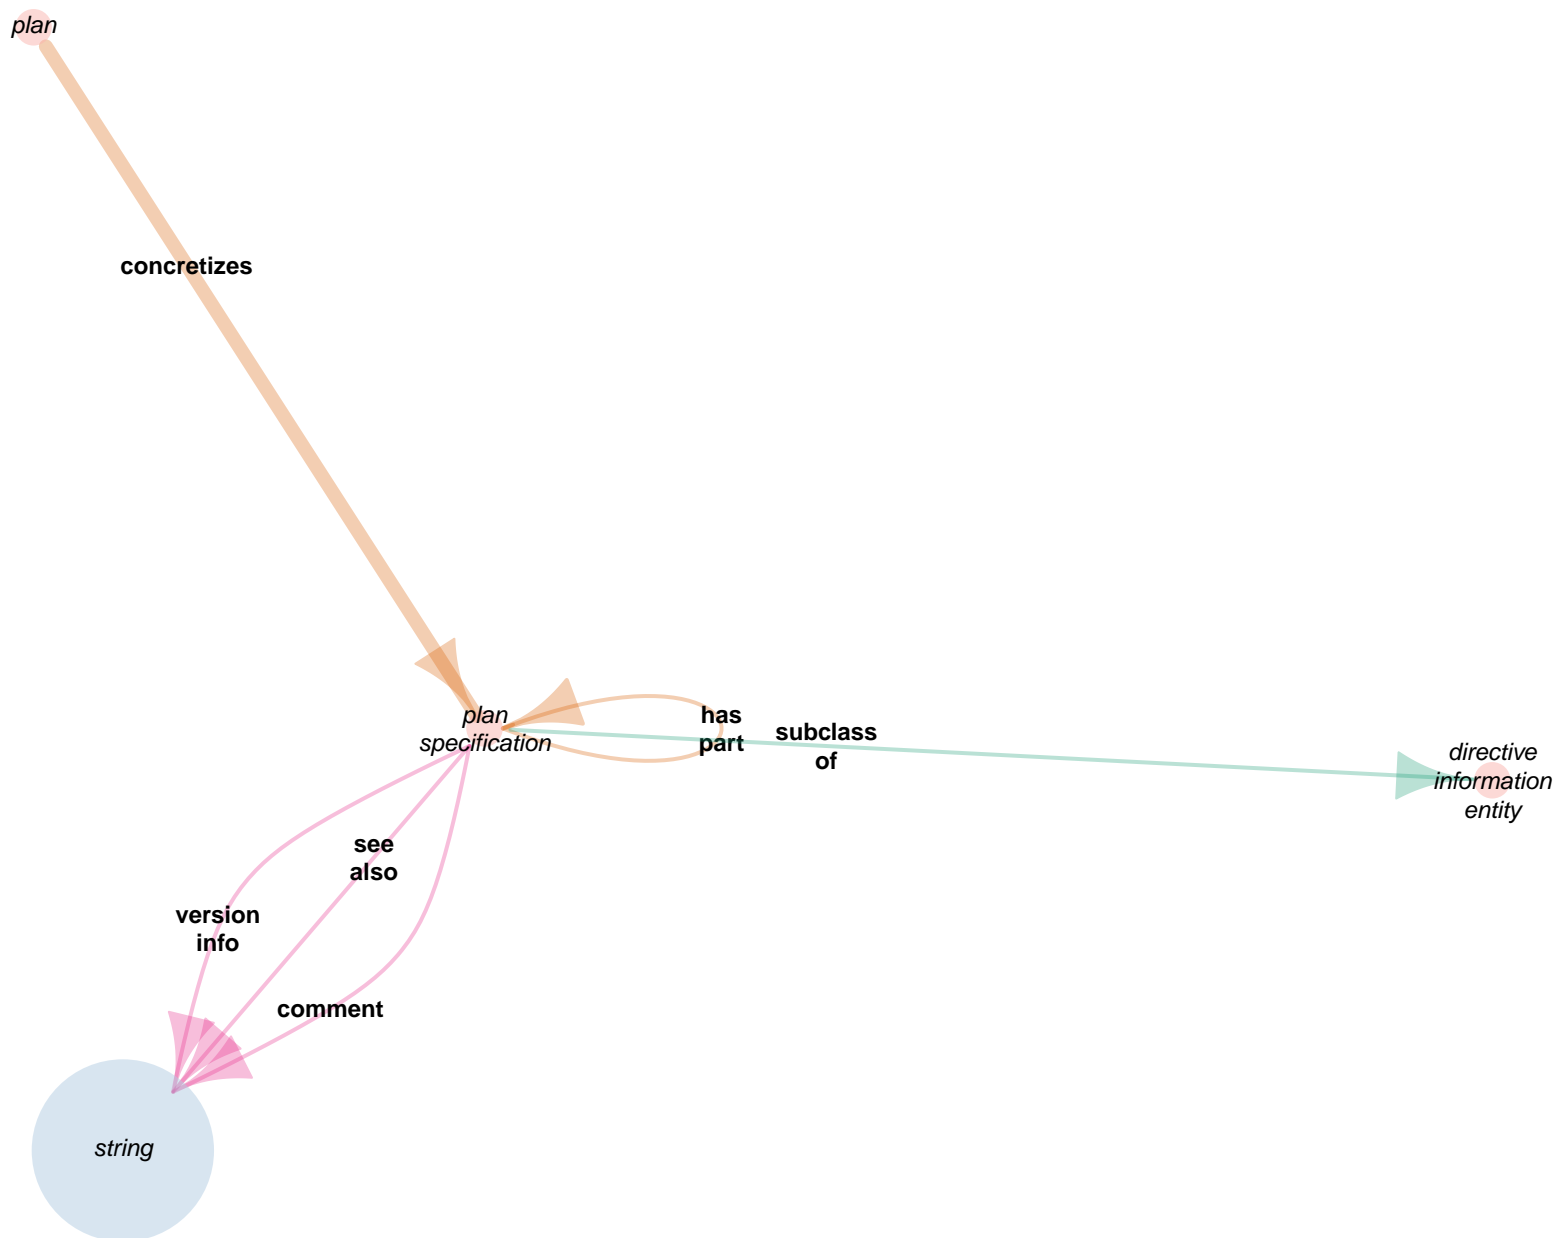 plan
concretizes
plan
specification
has
part
subclass
of
directive
information
entity
see
also
version
info
comment
string